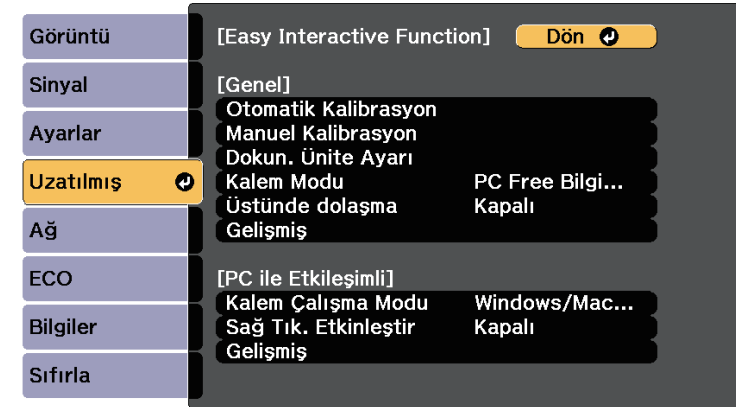 Görüntü
Sinyal
Ayarlar
Uzatılmış
Ağ
ECO
Bilgiler
Sıfırla
[Easy Interactive Function] Dön
[Genel]
Otomatik Kalibrasyon
Manuel Kalibrasyon
Dokun. Ünite Ayarı
Kalem Modu PC Free Bilgi...
Üstünde dolaşma Kapalı
Gelişmiş
[PC ile Etkileşimli]
Kalem Çalışma Modu Windows/Mac...
Sağ Tık. Etkinleştir Kapalı
Gelişmiş